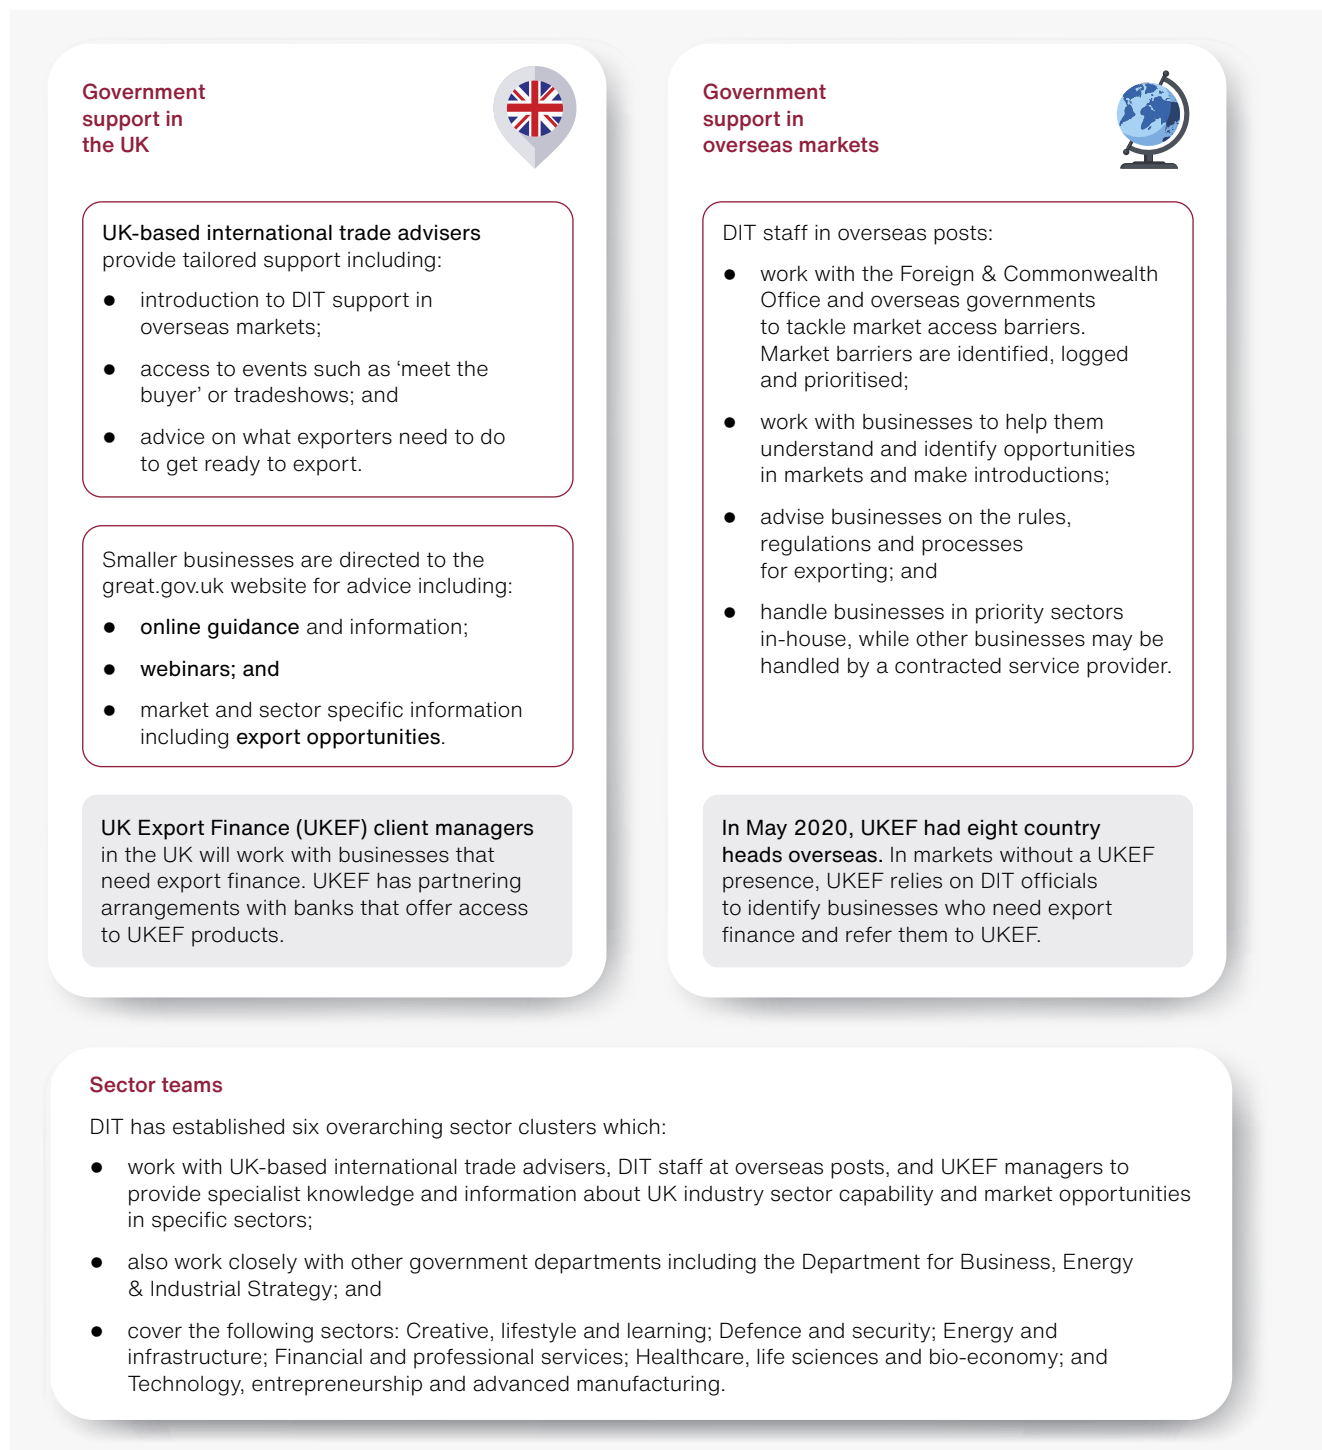 Government
support in
the UK
UK-based international trade advisers
provide tailored support including:
● introduction to DIT support in
overseas markets;
● access to events such as ‘meet the
buyer’ or tradeshows; and
● advice on what exporters need to do
to get ready to export.
Smaller businesses are directed to the
great.gov.uk website for advice including:
● online guidance and information;
● webinars; and
● market and sector specific information
including export opportunities.
UK Export Finance (UKEF) client managers
in the UK will work with businesses that
need export finance. UKEF has partnering
arrangements with banks that offer access
to UKEF products.
Government
support in
overseas markets
DIT staff in overseas posts:
● work with the Foreign & Commonwealth
Office and overseas governments
to tackle market access barriers.
Market barriers are identified, logged
and prioritised;
● work with businesses to help them
understand and identify opportunities
in markets and make introductions;
● advise businesses on the rules,
regulations and processes
for exporting; and
● handle businesses in priority sectors
in-house, while other businesses may be
handled by a contracted service provider.
In May 2020, UKEF had eight country
heads overseas. In markets without a UKEF
presence, UKEF relies on DIT officials
to identify businesses who need export
finance and refer them to UKEF.
Sector teams
DIT has established six overarching sector clusters which:
● work with UK-based international trade advisers, DIT staff at overseas posts, and UKEF managers to
provide specialist knowledge and information about UK industry sector capability and market opportunities
in specific sectors;
● also work closely with other government departments including the Department for Business, Energy
& Industrial Strategy; and
● cover the following sectors: Creative, lifestyle and learning; Defence and security; Energy and
infrastructure; Financial and professional services; Healthcare, life sciences and bio-economy; and
Technology, entrepreneurship and advanced manufacturing.